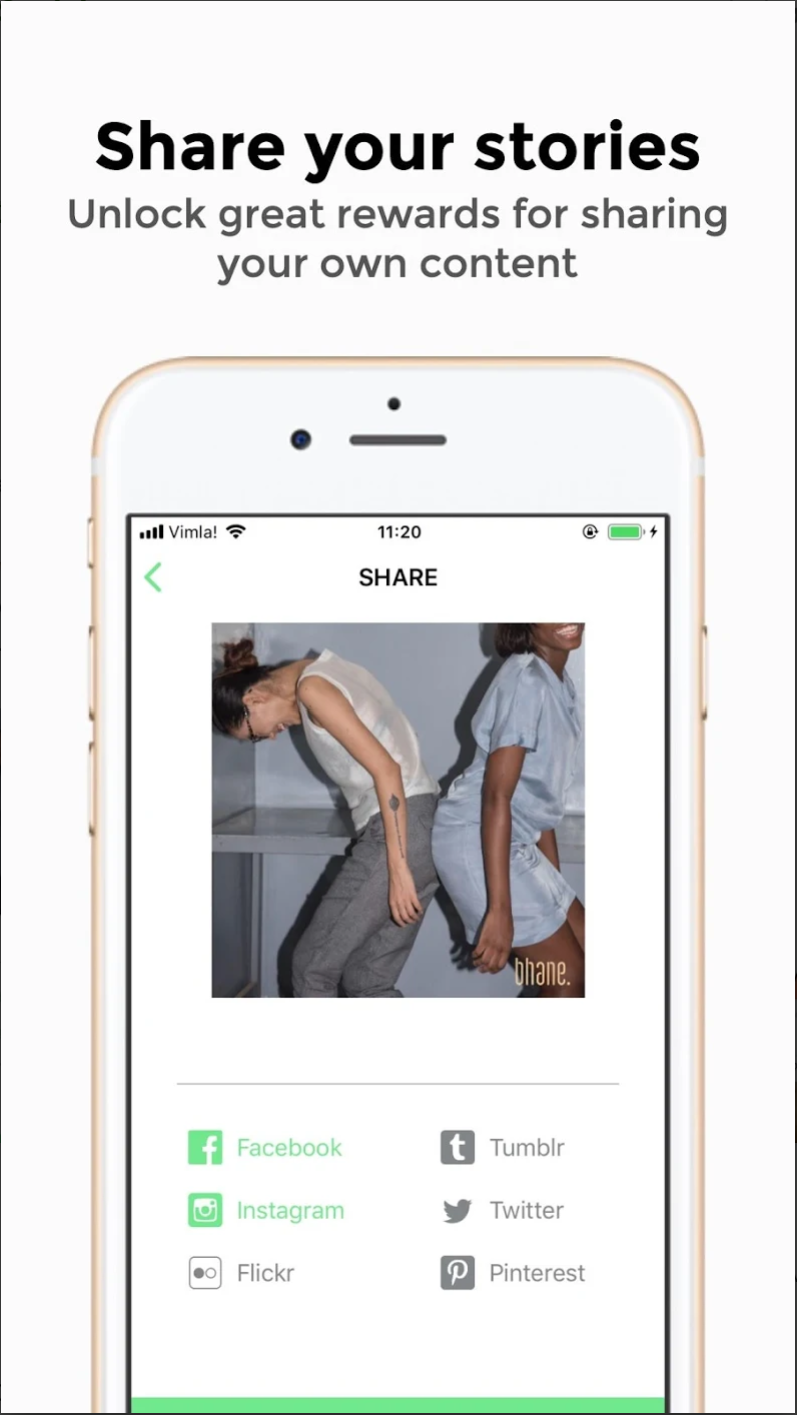 Share your stories
Unlock great rewards for sharing
your own content
Vimla! 11:20
SHARE
bhane.
Facebook
Tumblr
Instagram
Twitter
Flickr
Pinterest